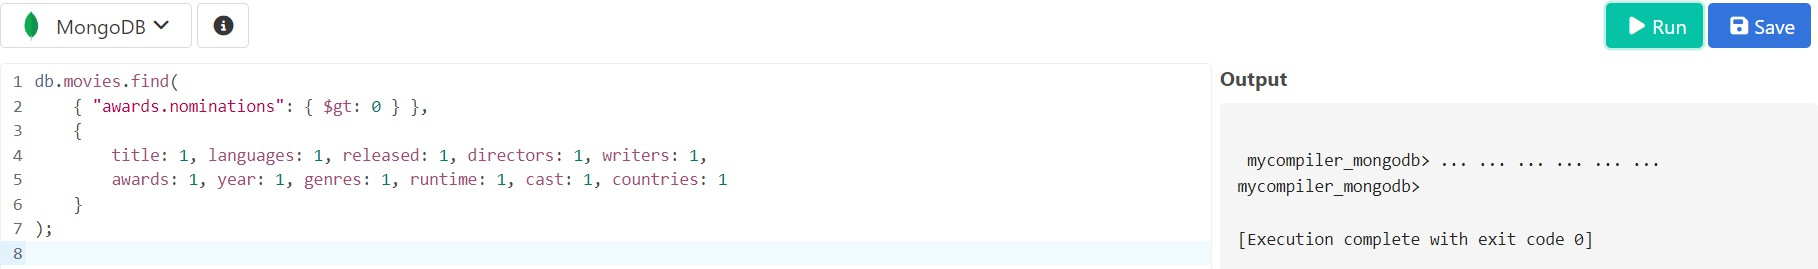 MongoDB
Run
Save
1 db.movies.find(
2     { "awards.nominations": { $gt: 0 } },
3     {
4         title: 1, languages: 1, released: 1, directors: 1, writers: 1,
5         awards: 1, year: 1, genres: 1, runtime: 1, cast: 1, countries: 1
6     }
7 );
8
Output
mycompiler_mongodb> ... ... ... ... ... ...
mycompiler_mongodb>
[Execution complete with exit code 0]